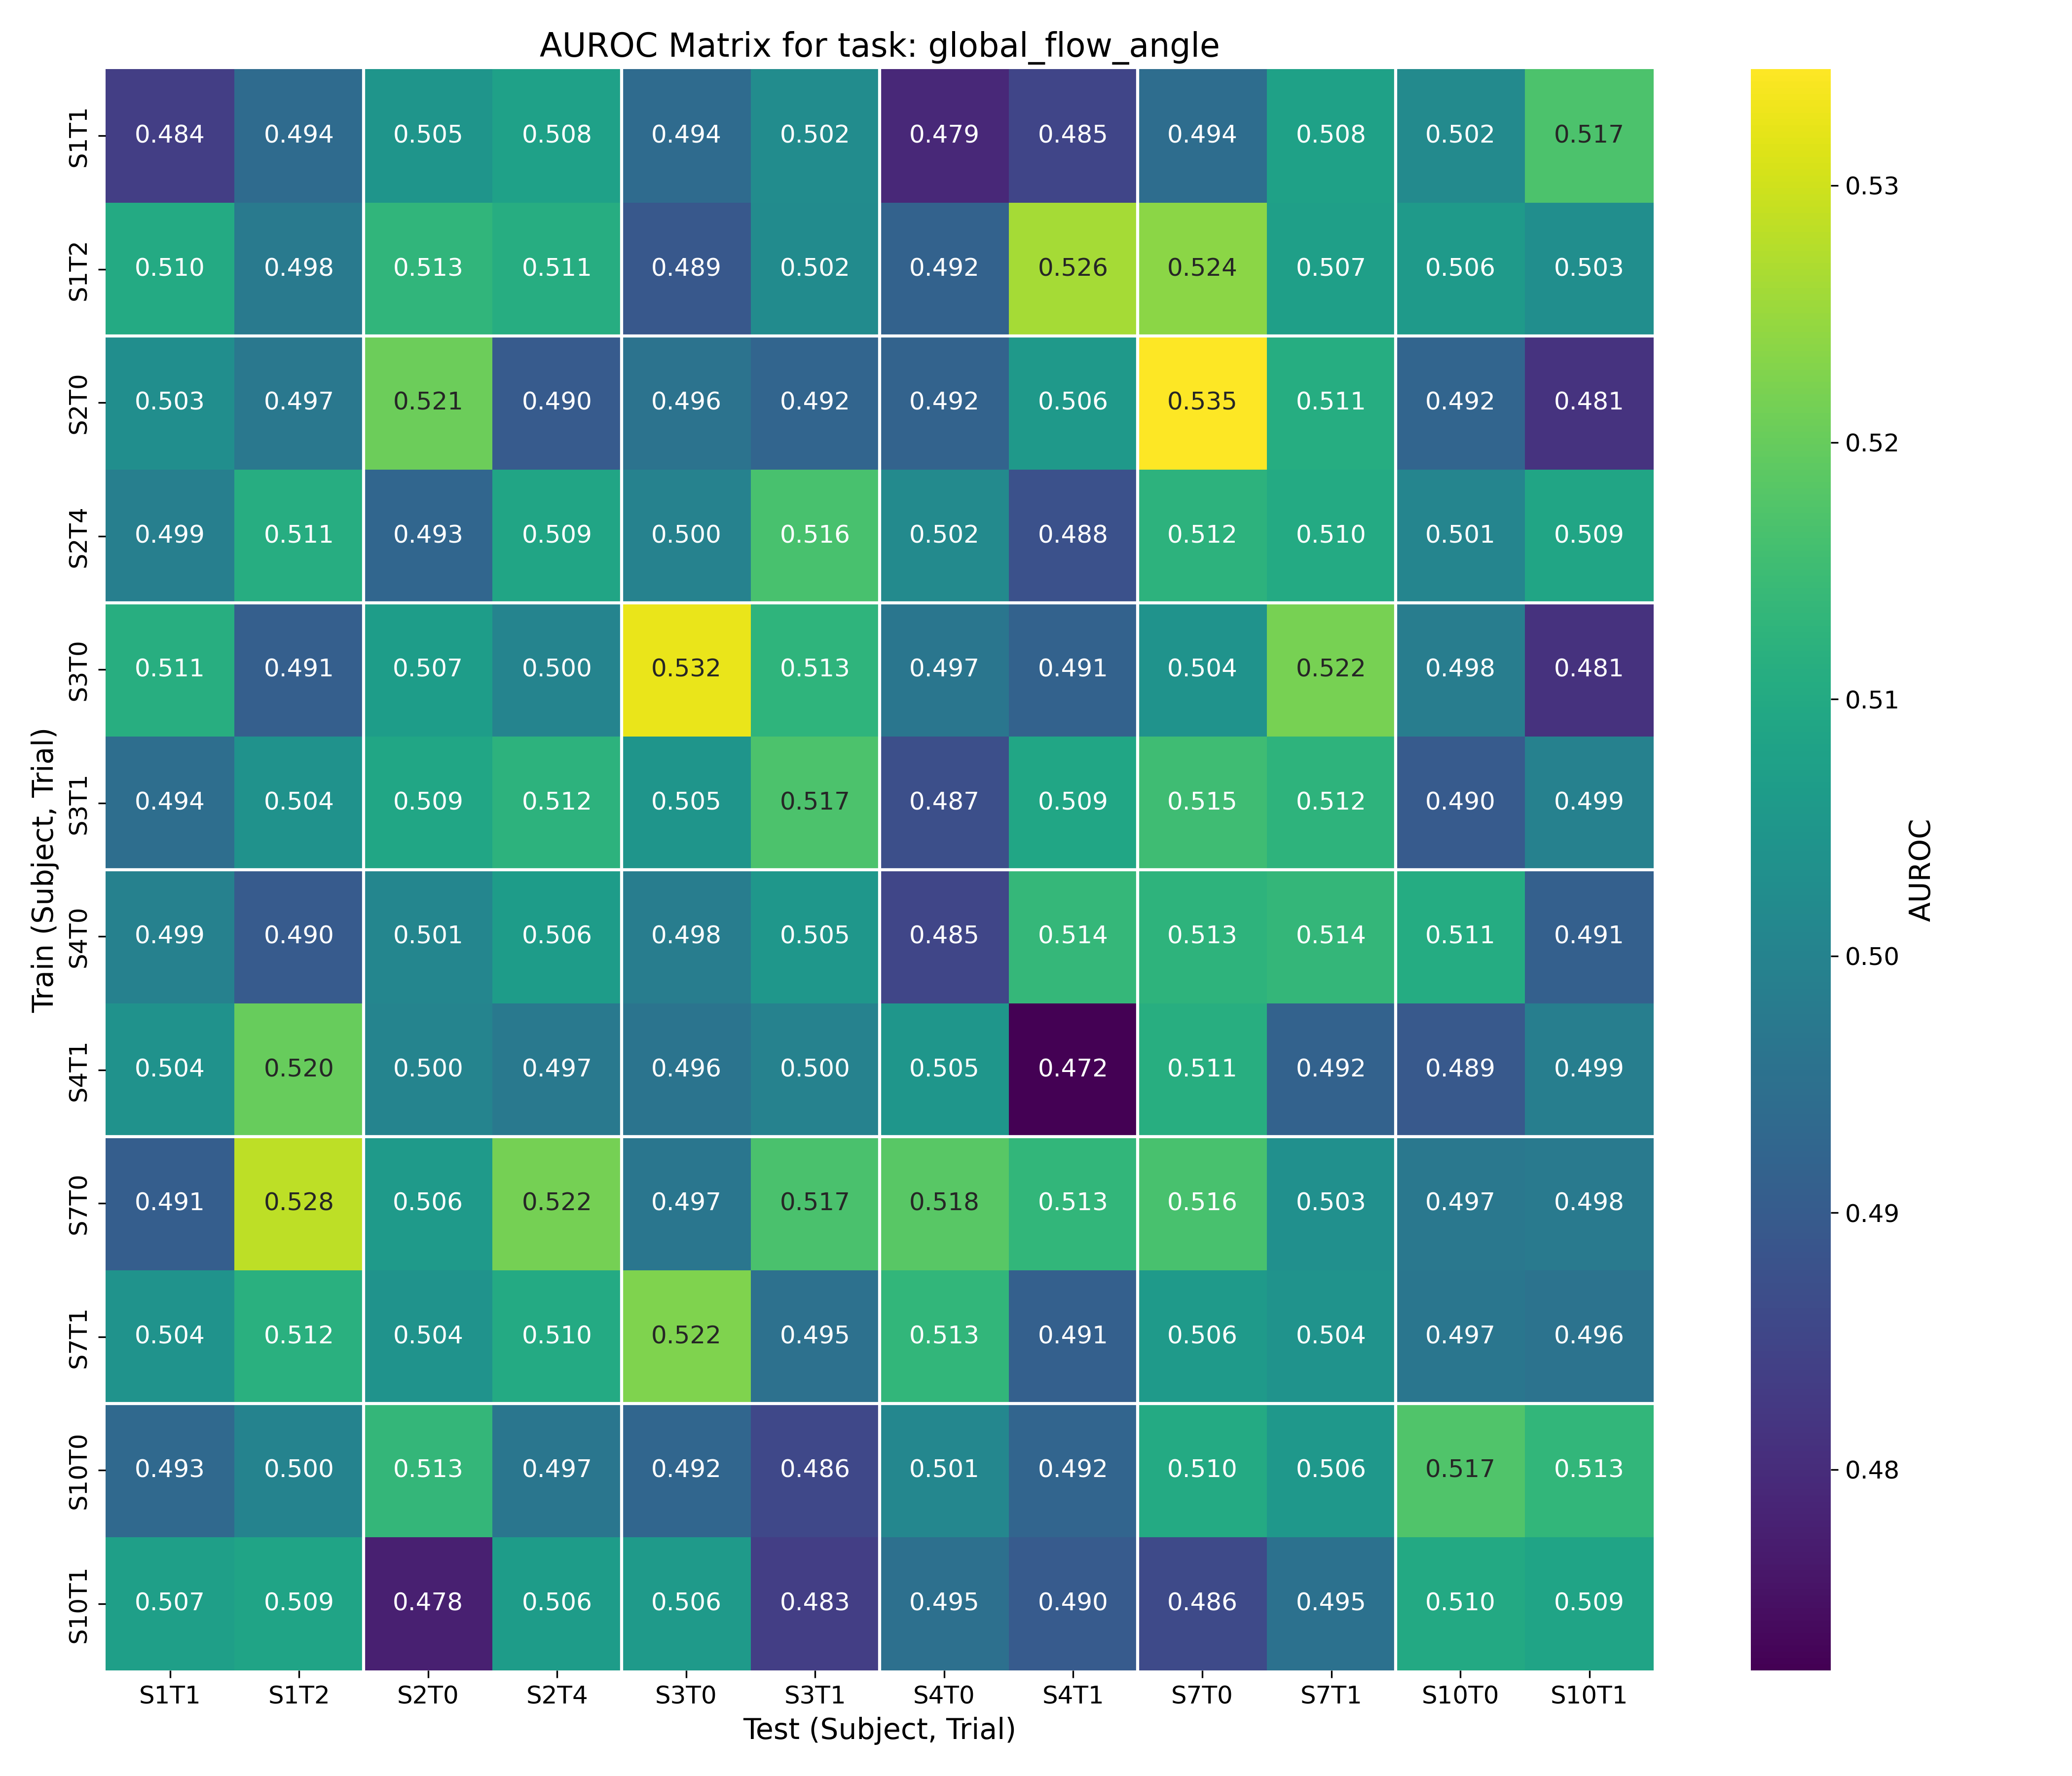 AUROC Matrix for task: global_flow_angle
S1T1 0.484 0.494 0.505 0.508 0.494 0.502 0.479 0.485 0.494 0.508 0.502 0.517
S1T2 0.510 0.498 0.513 0.511 0.489 0.502 0.492 0.526 0.524 0.507 0.506 0.503
S2T0 0.503 0.497 0.521 0.490 0.496 0.492 0.492 0.506 0.535 0.511 0.492 0.481
S2T4 0.499 0.511 0.493 0.509 0.500 0.516 0.502 0.488 0.512 0.510 0.501 0.509
S3T0 0.511 0.491 0.507 0.500 0.532 0.513 0.497 0.491 0.504 0.522 0.498 0.481
S3T1 0.494 0.504 0.509 0.512 0.505 0.517 0.487 0.509 0.515 0.512 0.490 0.499
S4T0 0.499 0.490 0.501 0.506 0.498 0.505 0.485 0.514 0.513 0.514 0.511 0.491
S4T1 0.504 0.520 0.500 0.497 0.496 0.500 0.505 0.472 0.511 0.492 0.489 0.499
S7T0 0.491 0.528 0.506 0.522 0.497 0.517 0.518 0.513 0.516 0.503 0.497 0.498
S7T1 0.504 0.512 0.504 0.510 0.522 0.495 0.513 0.491 0.506 0.504 0.497 0.496
S10T0 0.493 0.500 0.513 0.497 0.492 0.486 0.501 0.492 0.510 0.506 0.517 0.513
S10T1 0.507 0.509 0.478 0.506 0.506 0.483 0.495 0.490 0.486 0.495 0.510 0.509
S1T1 S1T2 S2T0 S2T4 S3T0 S3T1 S4T0 S4T1 S7T0 S7T1 S10T0 S10T1
Test (Subject, Trial)
Train (Subject, Trial)
0.53
0.52
0.51
0.50
0.49
0.48
AUROC